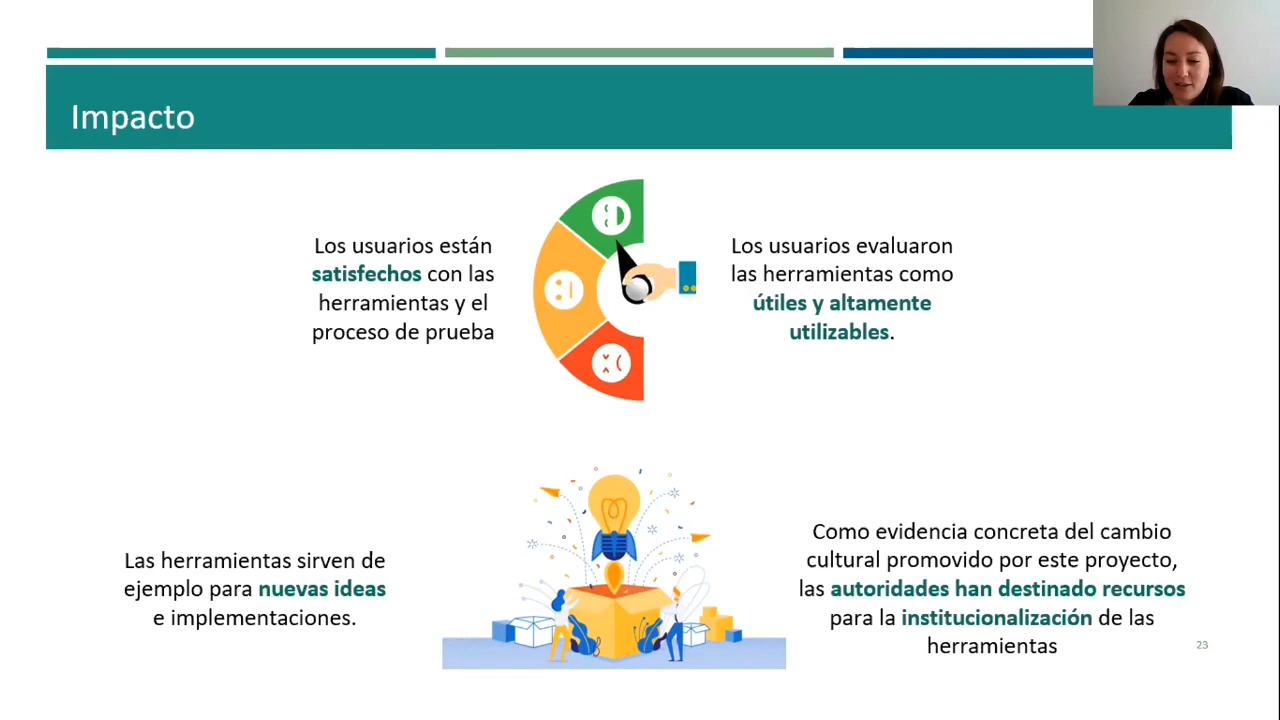 Impacto
Los usuarios están
satisfechos con las
herramientas y el
proceso de prueba
Los usuarios evaluaron
las herramientas como
útiles y altamente
utilizables.
Las herramientas sirven de
ejemplo para nuevas ideas
e implementaciones.
Como evidencia concreta del cambio
cultural promovido por este proyecto,
las autoridades han destinado recursos
para la institucionalización de las
herramientas
23